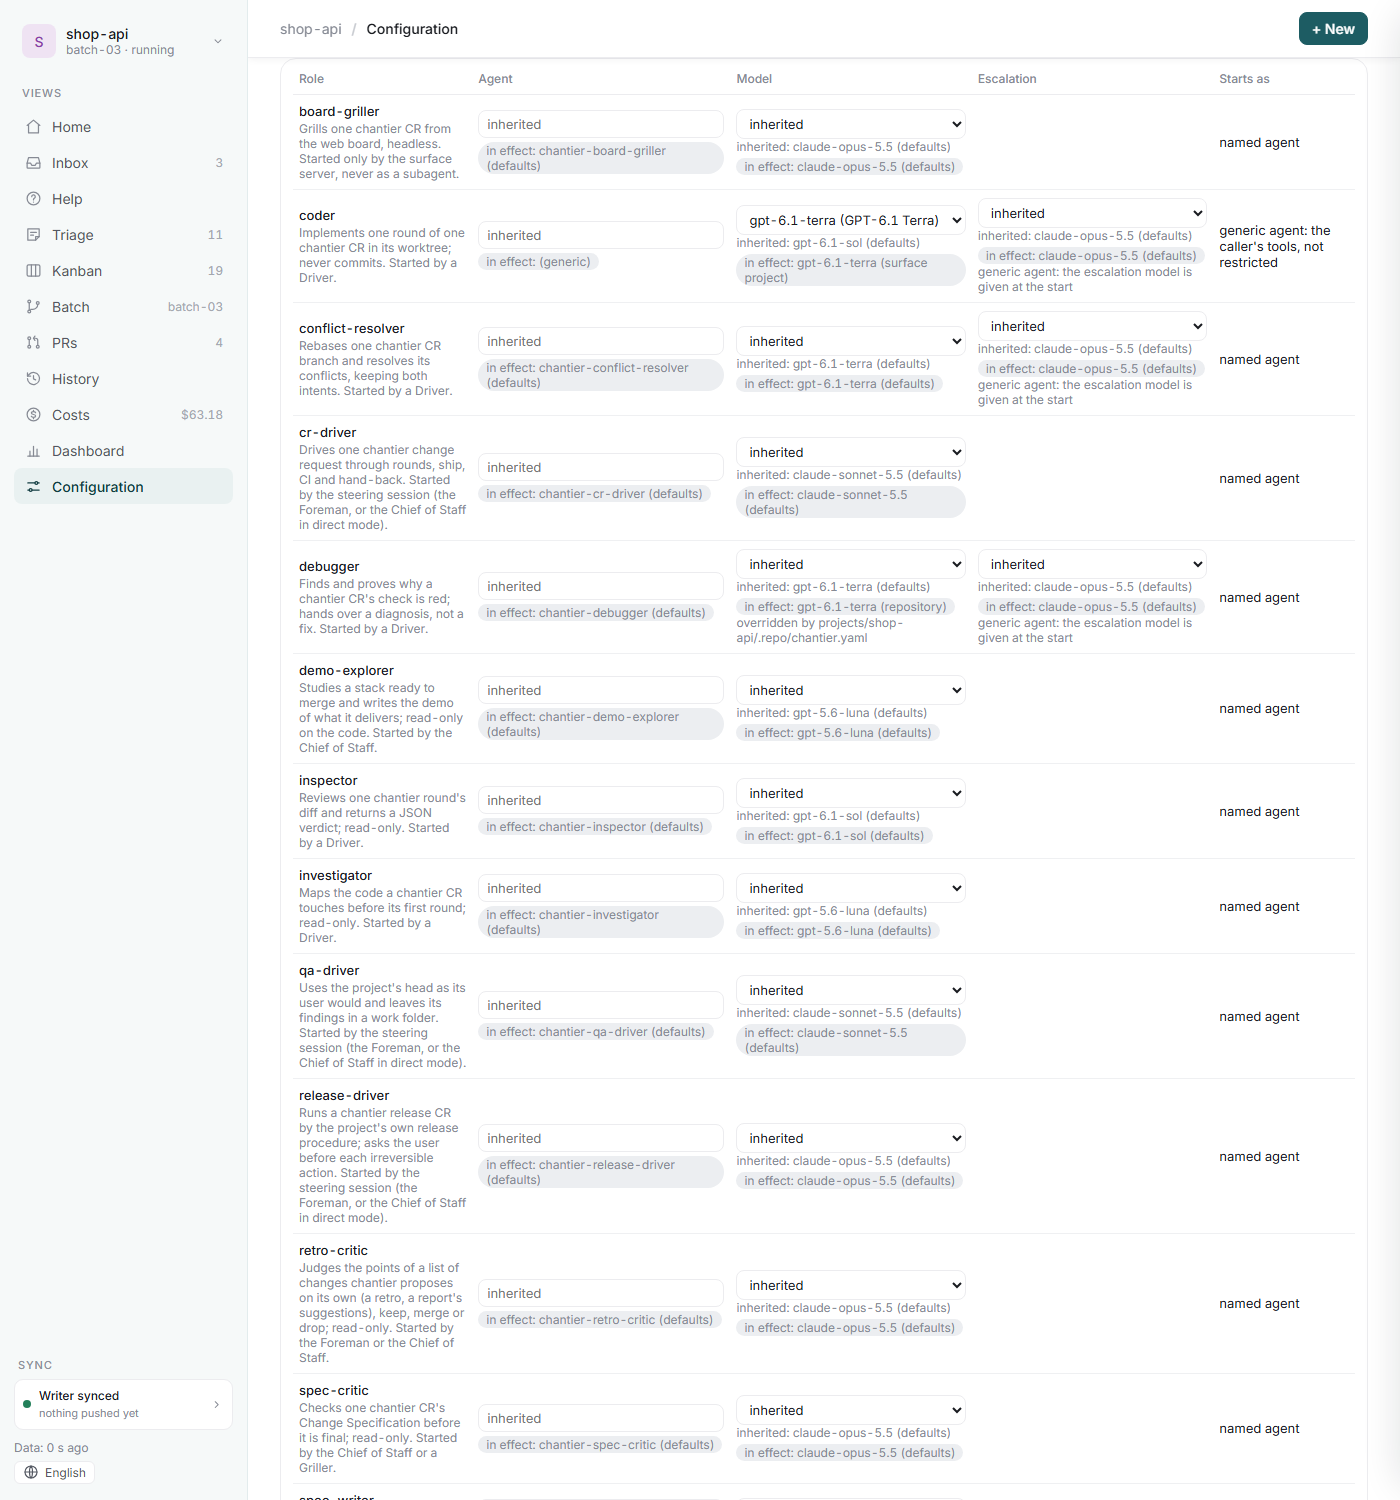 S
shop-api
batch-03 · running
VIEWS
Home
Inbox 3
Help
Triage 11
Kanban 19
Batch batch-03
PRs 4
History
Costs $63.18
Dashboard
Configuration
SYNC
Writer synced
nothing pushed yet
Data: 0 s ago
English
shop-api / Configuration
+ New
Role Agent Model Escalation Starts as
board-griller
Grills one chantier CR from
the web board, headless.
Started only by the surface
server, never as a subagent.
inherited
in effect: chantier-board-griller
(defaults)
inherited
inherited: claude-opus-5.5 (defaults)
in effect: claude-opus-5.5 (defaults)
named agent
coder
Implements one round of one
chantier CR in its worktree;
never commits. Started by a
Driver.
inherited
in effect: (generic)
gpt-6.1-terra (GPT-6.1 Terra)
inherited: gpt-6.1-sol (defaults)
in effect: gpt-6.1-terra (surface
project)
inherited
inherited: claude-opus-5.5 (defaults)
in effect: claude-opus-5.5 (defaults)
generic agent: the escalation model is
given at the start
generic agent: the
caller's tools, not
restricted
conflict-resolver
Rebases one chantier CR
branch and resolves its
conflicts, keeping both
intents. Started by a Driver.
inherited
in effect: chantier-conflict-resolver
(defaults)
inherited
inherited: gpt-6.1-terra (defaults)
in effect: gpt-6.1-terra (defaults)
inherited
inherited: claude-opus-5.5 (defaults)
in effect: claude-opus-5.5 (defaults)
generic agent: the escalation model is
given at the start
named agent
cr-driver
Drives one chantier change
request through rounds, ship,
CI and hand-back. Started
by the steering session (the
Foreman, or the Chief of Staff
in direct mode).
inherited
in effect: chantier-cr-driver (defaults)
inherited
inherited: claude-sonnet-5.5 (defaults)
in effect: claude-sonnet-5.5
(defaults)
named agent
debugger
Finds and proves why a
chantier CR's check is red;
hands over a diagnosis, not a
fix. Started by a Driver.
inherited
in effect: chantier-debugger (defaults)
inherited
inherited: gpt-6.1-terra (defaults)
in effect: gpt-6.1-terra (repository)
overridden by projects/shop-
api/.repo/chantier.yaml
inherited
inherited: claude-opus-5.5 (defaults)
in effect: claude-opus-5.5 (defaults)
generic agent: the escalation model is
given at the start
named agent
demo-explorer
Studies a stack ready to
merge and writes the demo
of what it delivers; read-only
on the code. Started by the
Chief of Staff.
inherited
in effect: chantier-demo-explorer
(defaults)
inherited
inherited: gpt-5.6-luna (defaults)
in effect: gpt-5.6-luna (defaults)
named agent
inspector
Reviews one chantier round's
diff and returns a JSON
verdict; read-only. Started
by a Driver.
inherited
in effect: chantier-inspector (defaults)
inherited
inherited: gpt-6.1-sol (defaults)
in effect: gpt-6.1-sol (defaults)
named agent
investigator
Maps the code a chantier CR
touches before its first round;
read-only. Started by a
Driver.
inherited
in effect: chantier-investigator
(defaults)
inherited
inherited: gpt-5.6-luna (defaults)
in effect: gpt-5.6-luna (defaults)
named agent
qa-driver
Uses the project's head as its
user would and leaves its
findings in a work folder.
Started by the steering
session (the Foreman, or the
Chief of Staff in direct mode).
inherited
in effect: chantier-qa-driver (defaults)
inherited
inherited: claude-sonnet-5.5 (defaults)
in effect: claude-sonnet-5.5
(defaults)
named agent
release-driver
Runs a chantier release CR
by the project's own release
procedure; asks the user
before each irreversible
action. Started by the
steering session (the
Foreman, or the Chief of Staff
in direct mode).
inherited
in effect: chantier-release-driver
(defaults)
inherited
inherited: claude-opus-5.5 (defaults)
in effect: claude-opus-5.5 (defaults)
named agent
retro-critic
Judges the points of a list of
changes chantier proposes
on its own (a retro, a report's
suggestions), keep, merge or
drop; read-only. Started by
the Foreman or the Chief of
Staff.
inherited
in effect: chantier-retro-critic (defaults)
inherited
inherited: claude-opus-5.5 (defaults)
in effect: claude-opus-5.5 (defaults)
named agent
spec-critic
Checks one chantier CR's
Change Specification before
it is final; read-only. Started
by the Chief of Staff or a
Griller.
inherited
in effect: chantier-spec-critic (defaults)
inherited
inherited: claude-opus-5.5 (defaults)
in effect: claude-opus-5.5 (defaults)
named agent
spec-writer